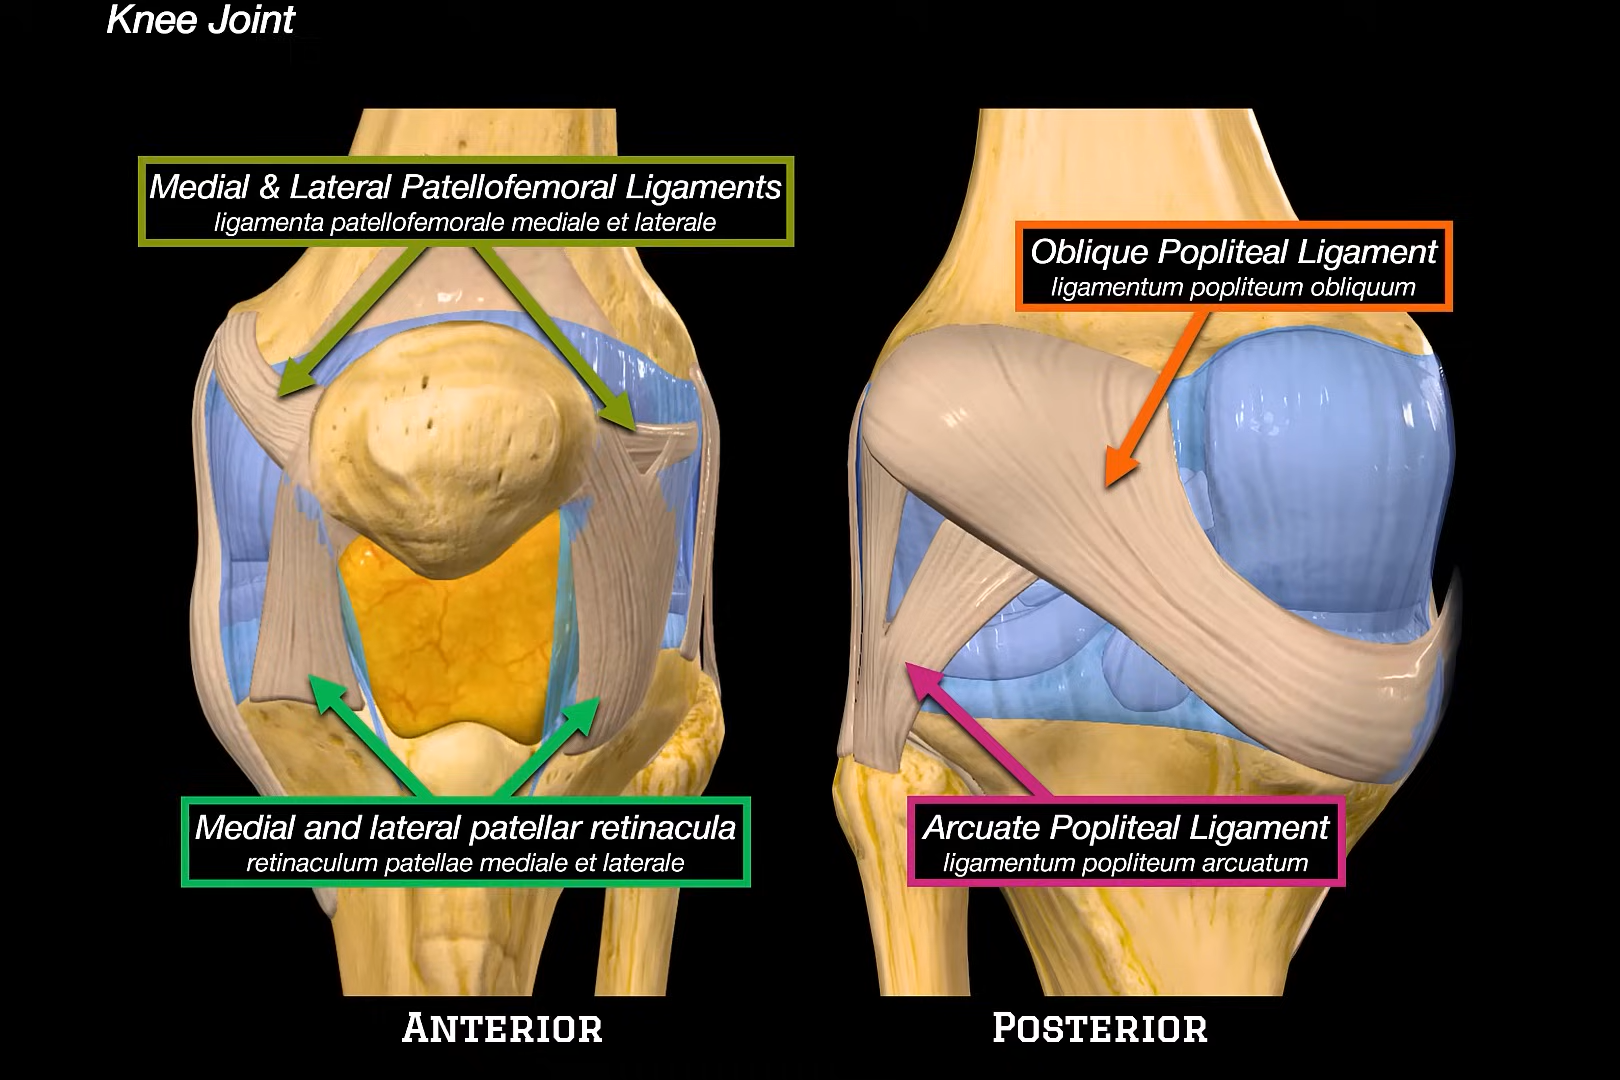 Knee Joint
Medial & Lateral Patellofemoral Ligaments
ligamenta patellofemorale mediale et laterale
Oblique Popliteal Ligament
ligamentum popliteum obliquum
Medial and lateral patellar retinacula
retinaculum patellae mediale et laterale
Arcuate Popliteal Ligament
ligamentum popliteum arcuatum
ANTERIOR
POSTERIOR